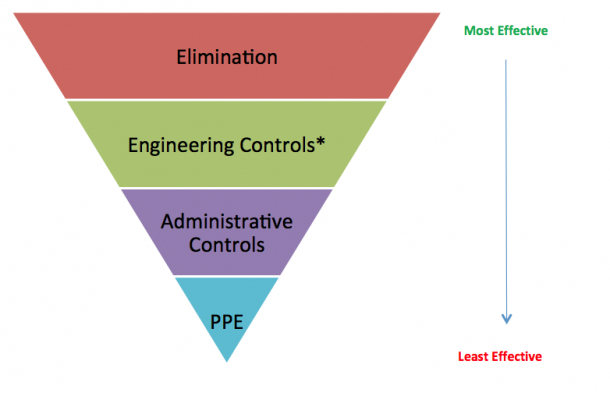 Most Effective
Elimination
Engineering Controls*
Administrative
Controls
PPE
Least Effective